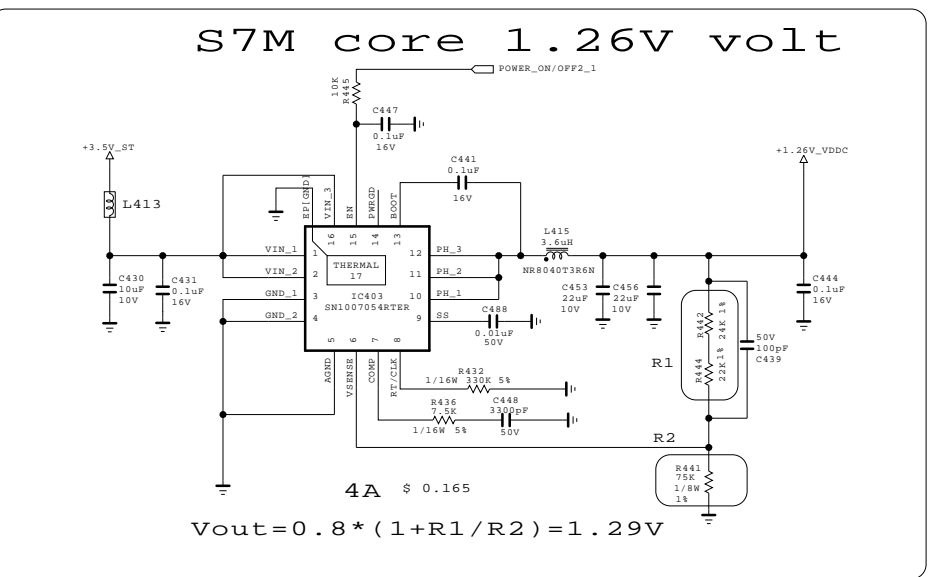 S7M core 1.26V volt
POWER_ON/OFF2_1
10K
R445
C447
0.1uF
16V
+3.5V_ST
+1.26V_VDDC
C441
0.1uF
16V
L413
EP[GND]
VIN_3
EN
PWRGD
BOOT
16
15
14
13
L415
3.6uH
NR8040T3R6N
VIN_1
1
THERMAL
17
12
PH_3
VIN_2
2
11
PH_2
GND_1
3
IC403
SN1007054RTER
10
PH_1
GND_2
4
9
SS
C430
10uF
10V
C431
0.1uF
16V
C488
0.01uF
50V
C453
22uF
10V
C456
22uF
10V
C444
0.1uF
16V
5
6
7
8
AGND
VSENSE
COMP
RT/CLK
R1
R442
24K 1%
R444
22K 1%
50V
100pF
C439
R432
1/16W 330K 5%
R436
7.5K
1/16W 5%
C448
3300pF
50V
R2
R441
75K
1/8W
1%
4A $ 0.165
Vout=0.8*(1+R1/R2)=1.29V